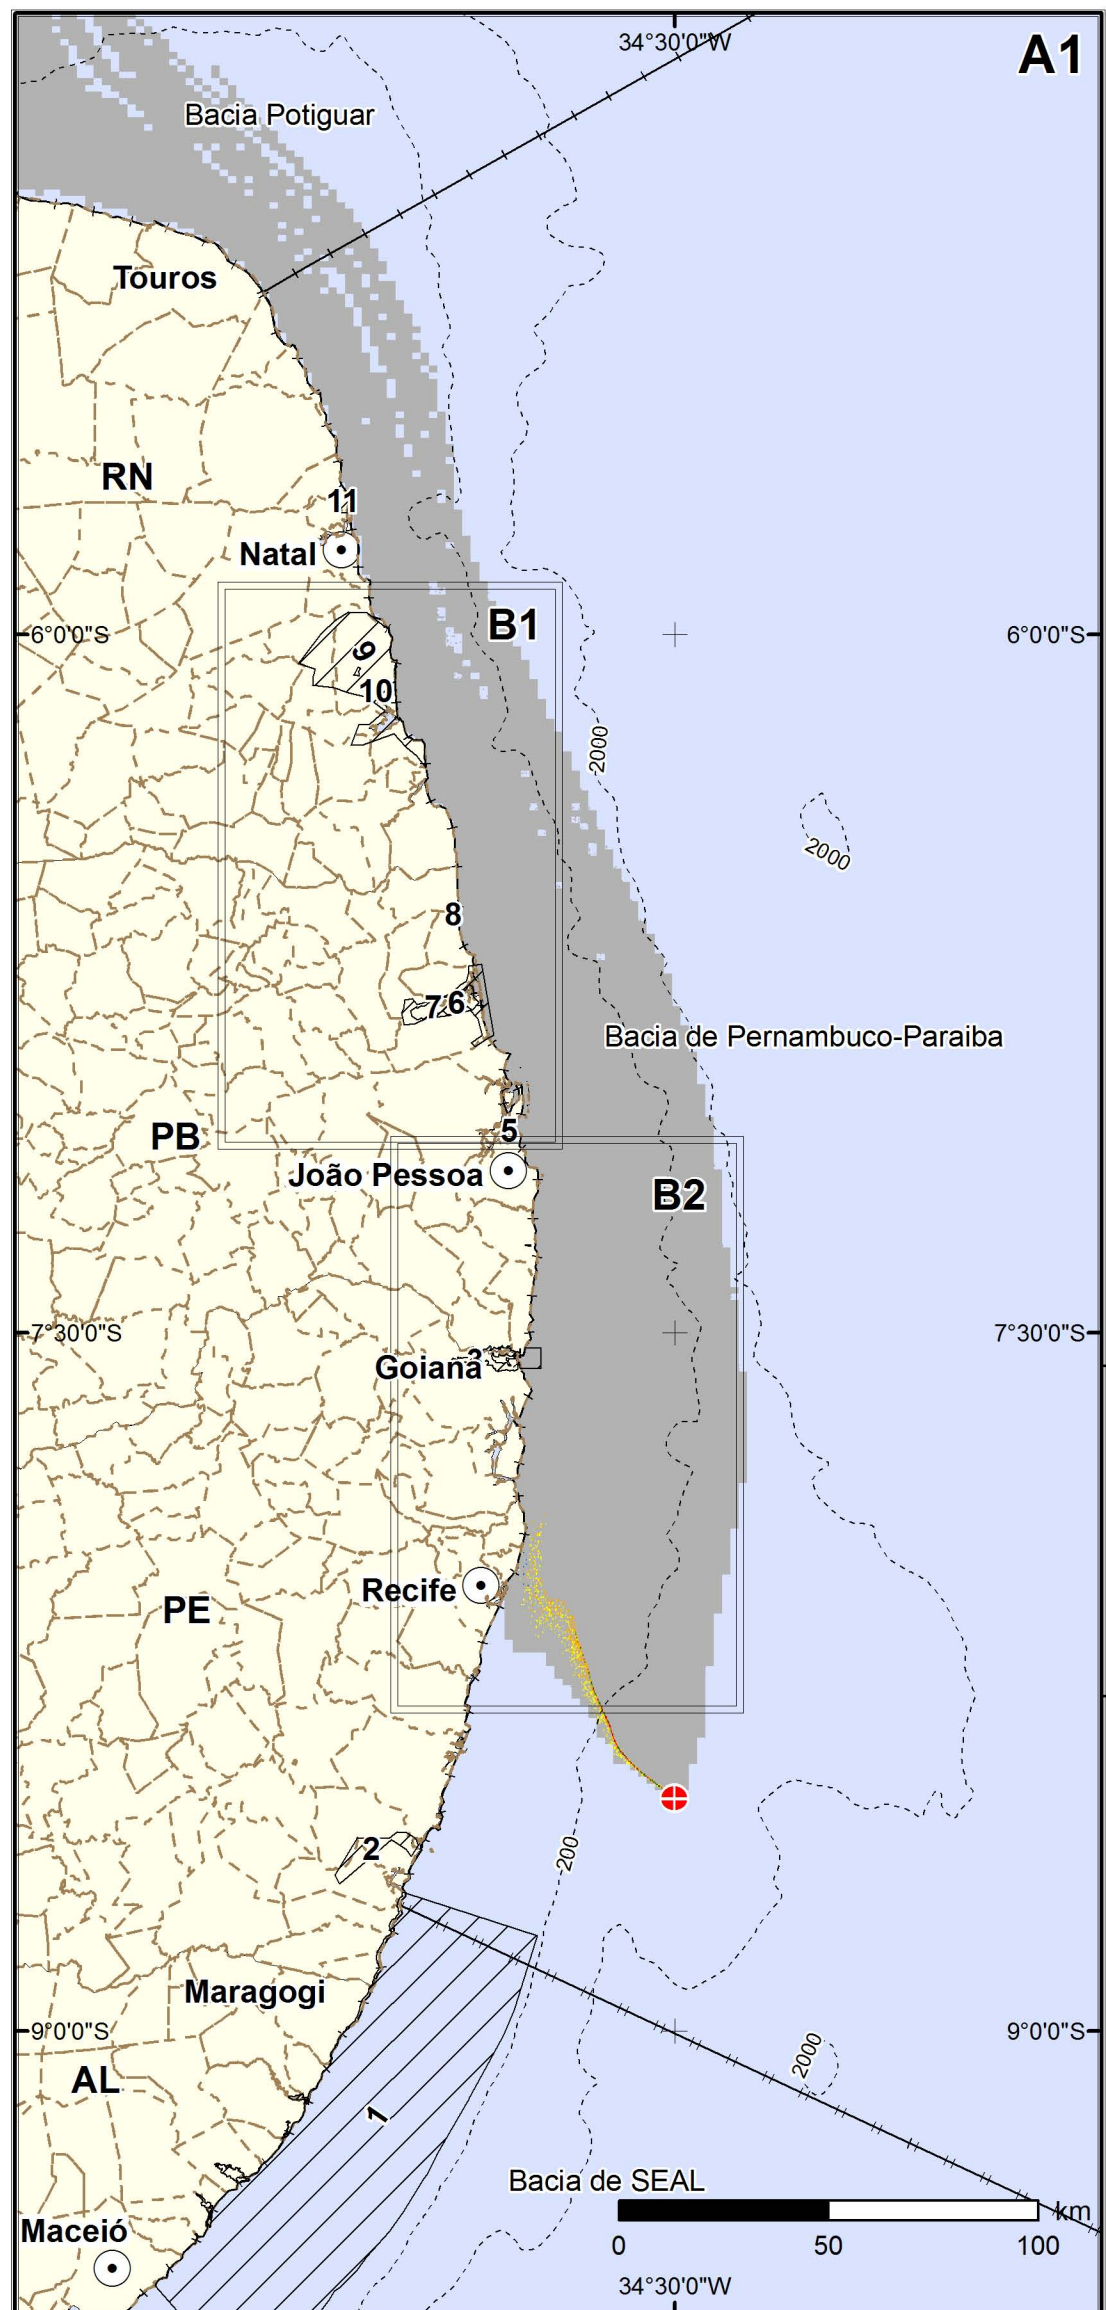 34°30'0"W
A1
Bacia Potiguar
Touros
RN
11
Natal
B1
6°0'0"S
6°0'0"S
9
10
-2000
2000
8
7
6
Bacia de Pernambuco-Paraiba
5
PB
João Pessoa
B2
7°30'0"S
7°30'0"S
3
Goiana
Recife
PE
2
-200
Maragogi
9°0'0"S
9°0'0"S
2000
AL
1
Bacia de SEAL
km
Maceió
0
50
100
34°30'0"W